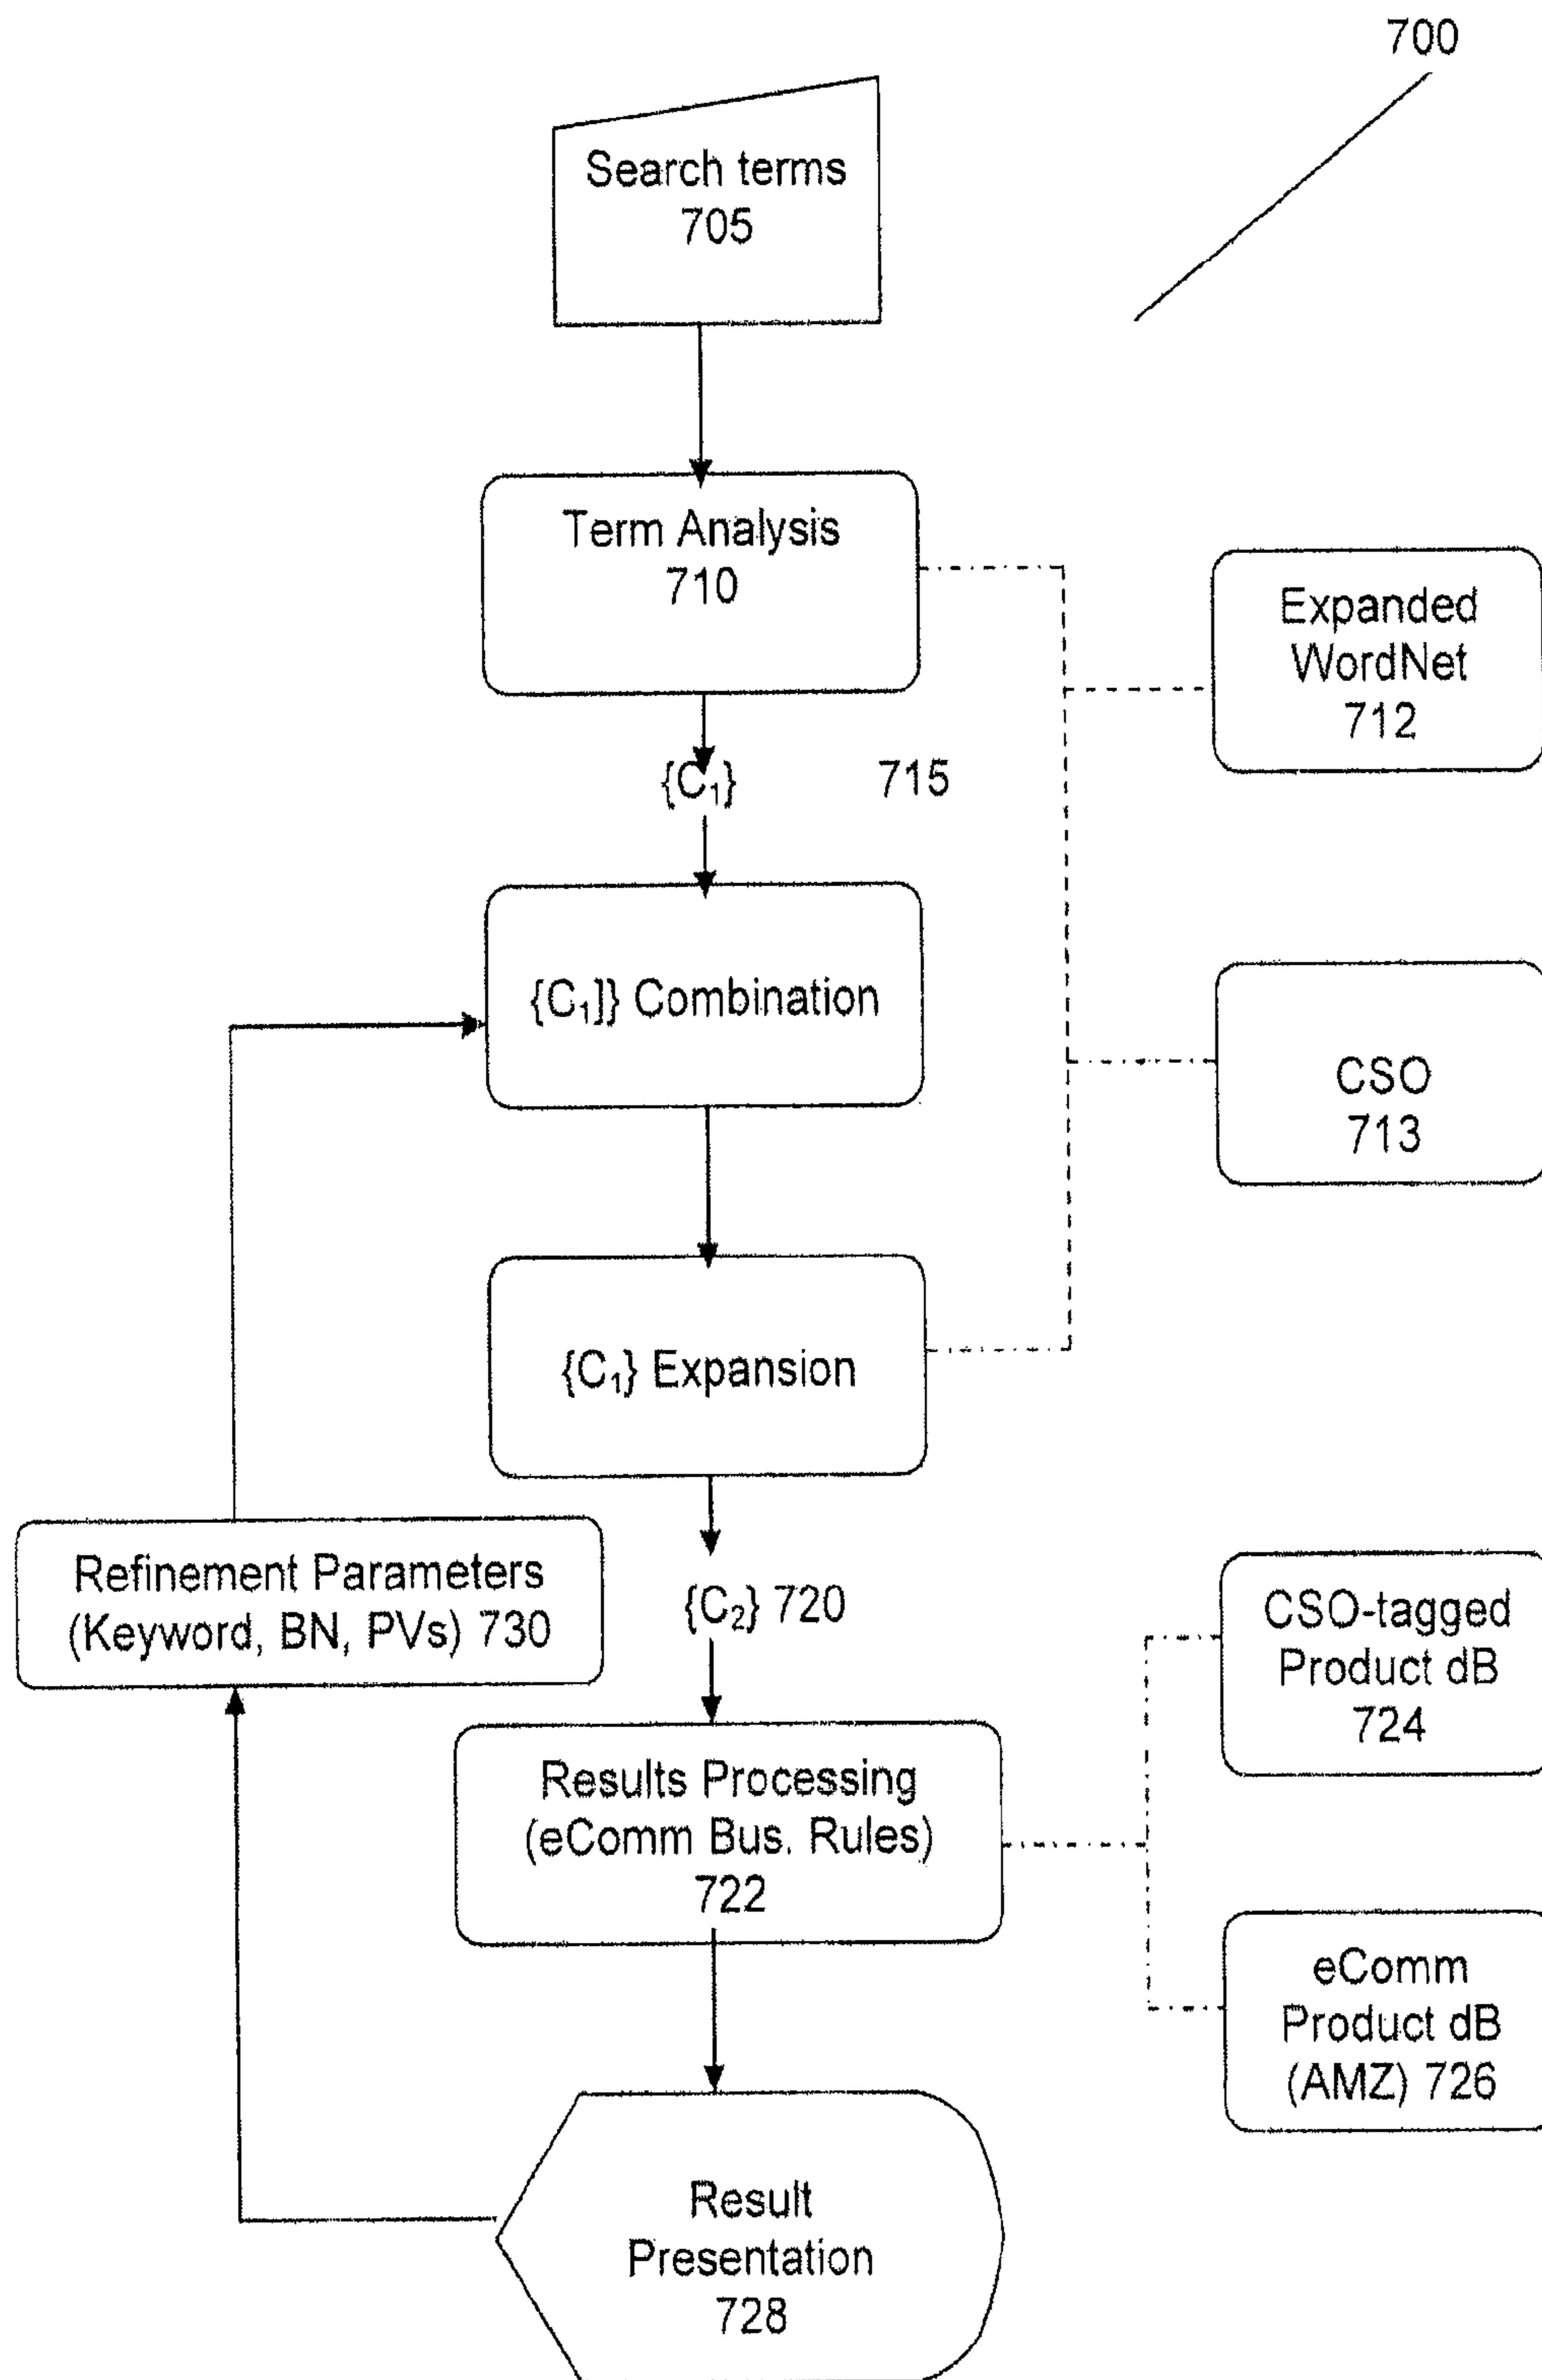 700
Search terms
705
Term Analysis
710
Expanded
WordNet
712
{C₁}
715
{C₁]} Combination
CSO
713
{C₁} Expansion
Refinement Parameters
(Keyword, BN, PVs) 730
{C₂} 720
CSO-tagged
Product dB
724
Results Processing
(eComm Bus. Rules)
722
eComm
Product dB
(AMZ) 726
Result
Presentation
728